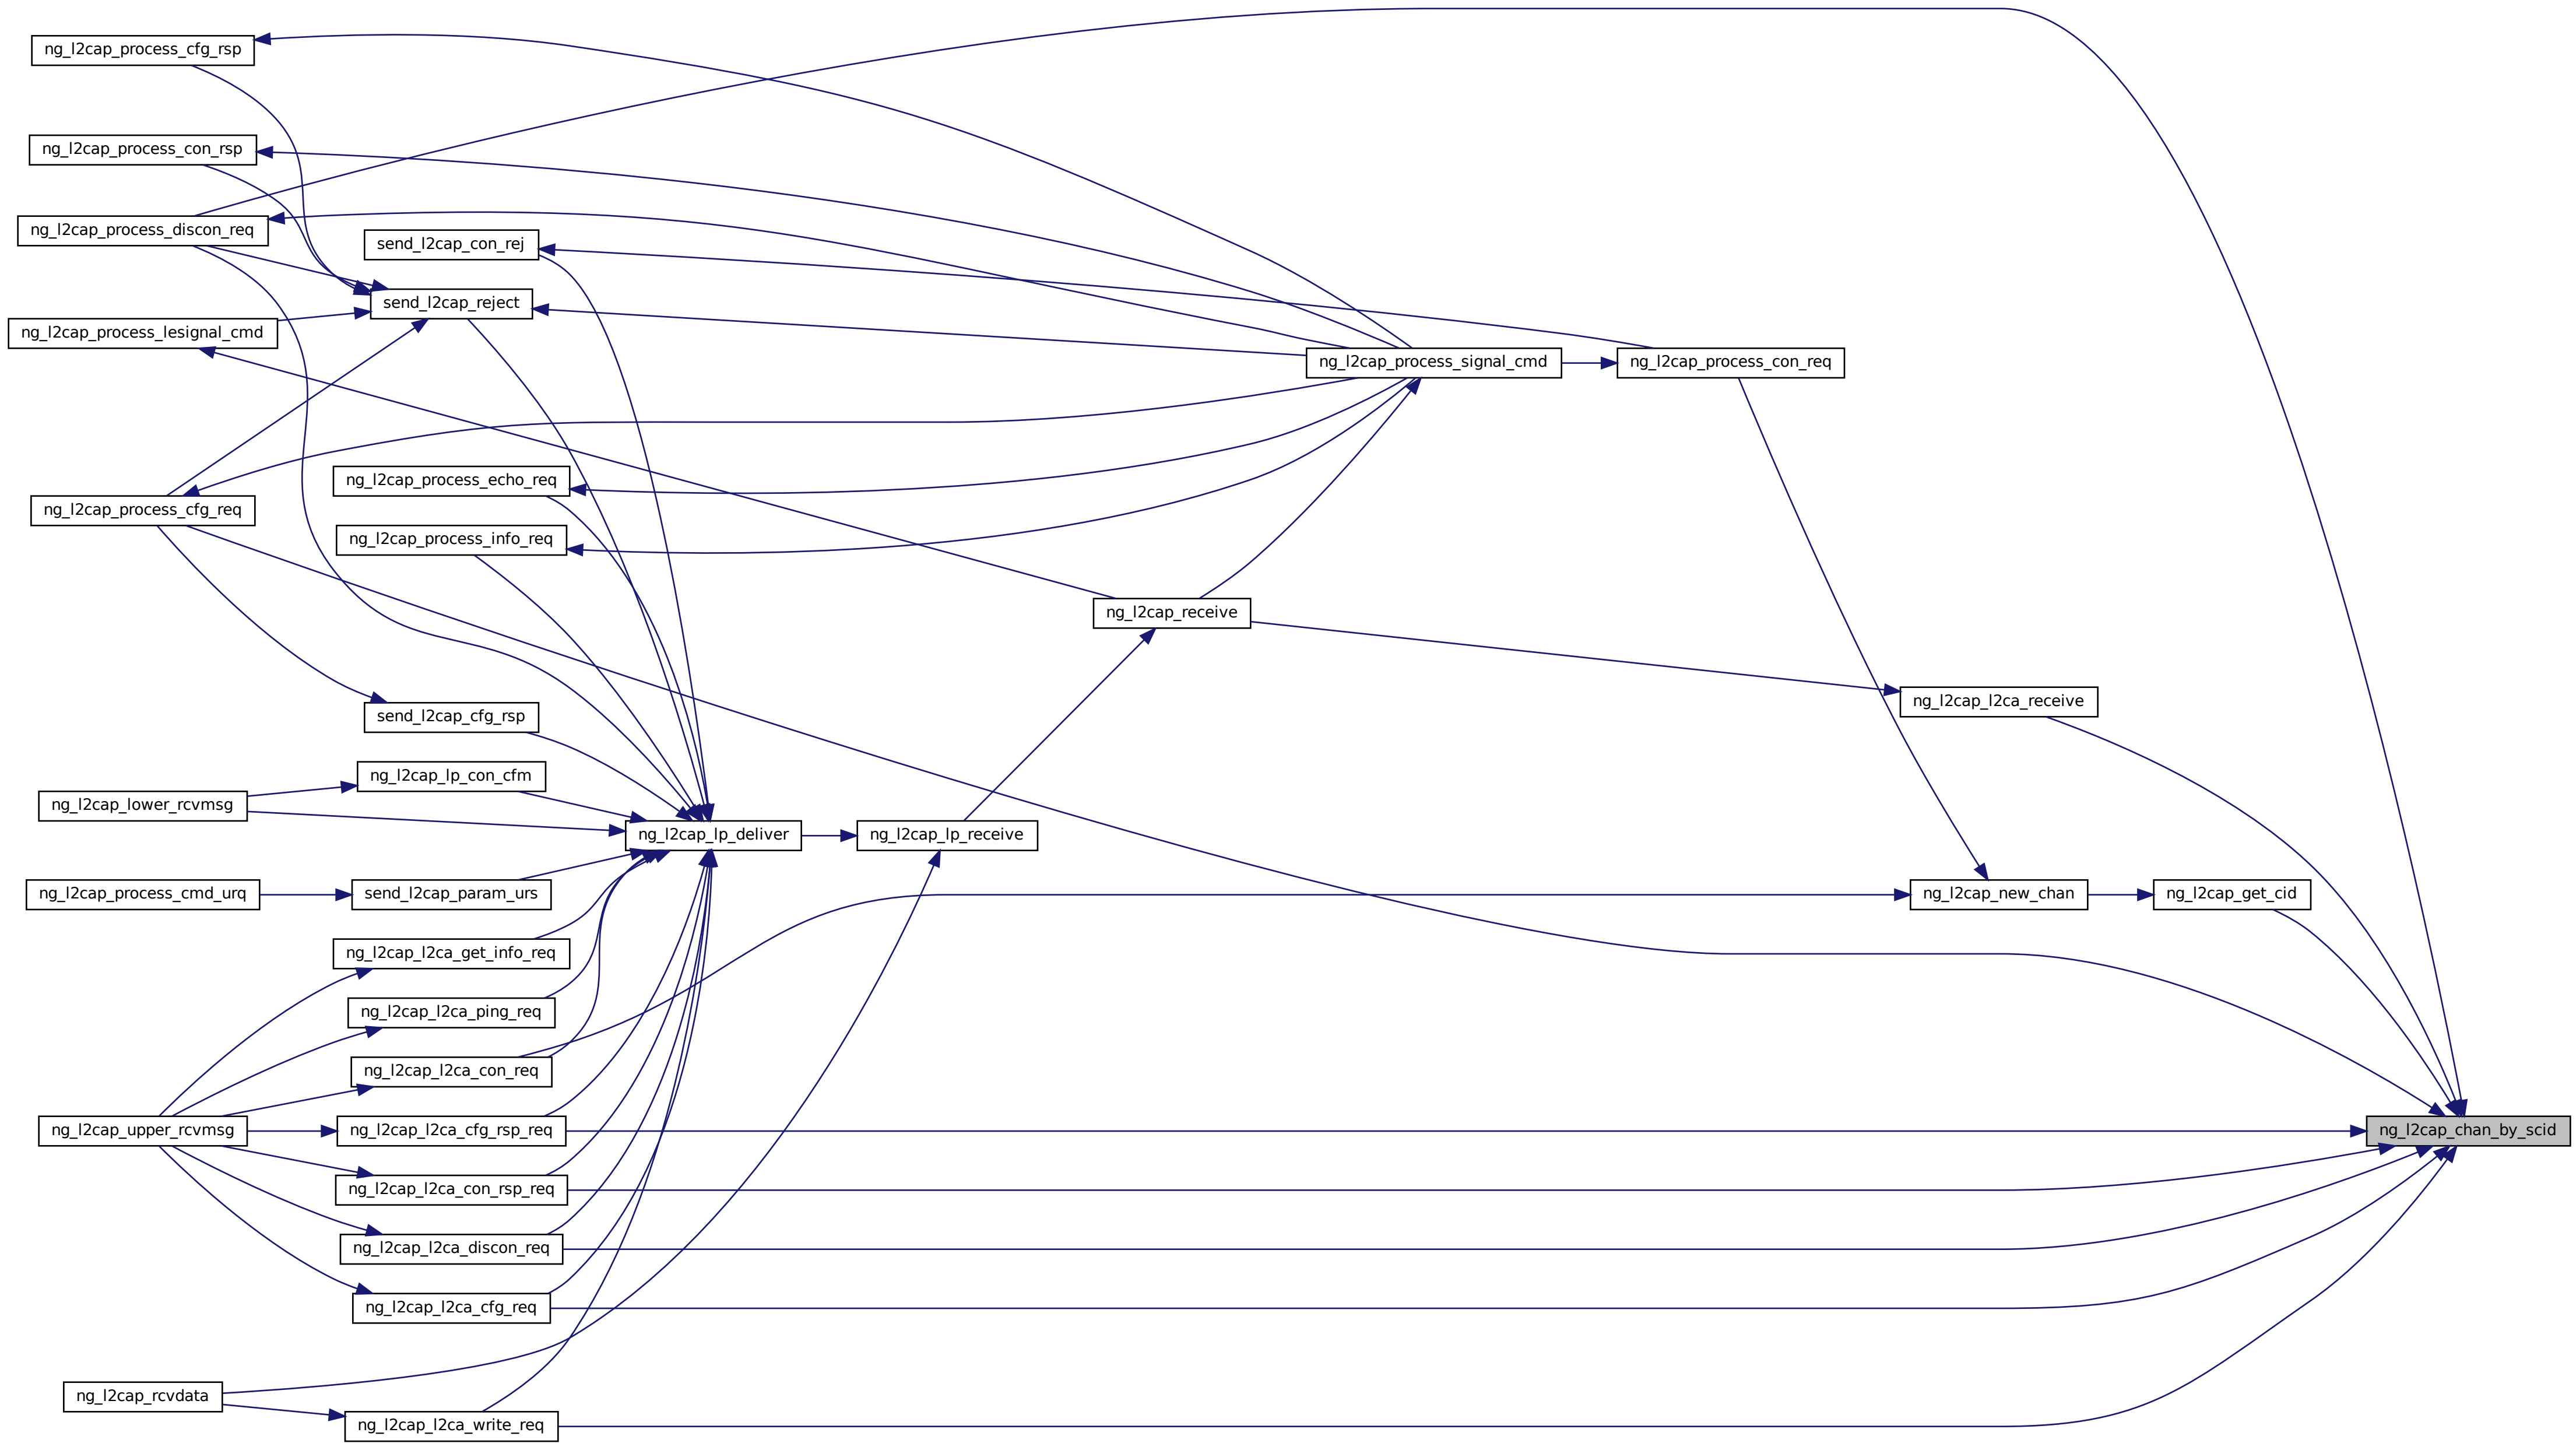 ng_l2cap_process_cfg_rsp
ng_l2cap_process_con_rsp
ng_l2cap_process_discon_req
send_l2cap_con_rej
send_l2cap_reject
ng_l2cap_process_lesignal_cmd
ng_l2cap_process_signal_cmd
ng_l2cap_process_con_req
ng_l2cap_process_echo_req
ng_l2cap_process_cfg_req
ng_l2cap_process_info_req
ng_l2cap_receive
ng_l2cap_l2ca_receive
send_l2cap_cfg_rsp
ng_l2cap_lp_con_cfm
ng_l2cap_lower_rcvmsg
ng_l2cap_lp_deliver
ng_l2cap_lp_receive
ng_l2cap_process_cmd_urq
send_l2cap_param_urs
ng_l2cap_new_chan
ng_l2cap_get_cid
ng_l2cap_l2ca_get_info_req
ng_l2cap_l2ca_ping_req
ng_l2cap_l2ca_con_req
ng_l2cap_upper_rcvmsg
ng_l2cap_l2ca_cfg_rsp_req
ng_l2cap_chan_by_scid
ng_l2cap_l2ca_con_rsp_req
ng_l2cap_l2ca_discon_req
ng_l2cap_l2ca_cfg_req
ng_l2cap_rcvdata
ng_l2cap_l2ca_write_req